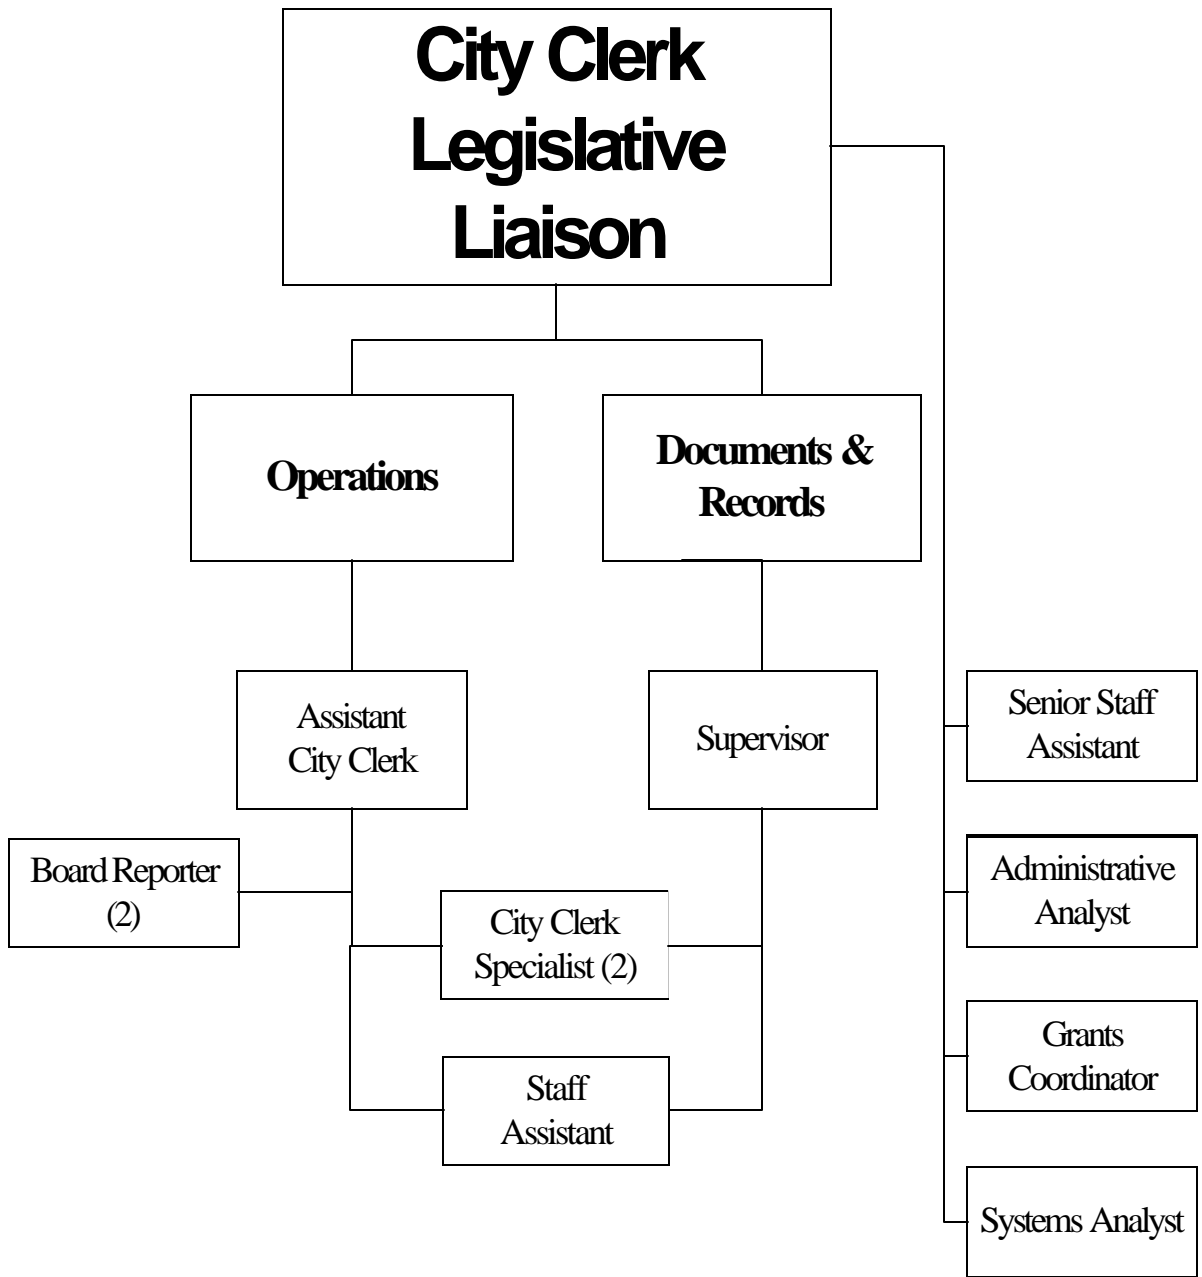 City Clerk
Legislative
Liaison
Operations
Documents &
Records
Assistant
City Clerk
Supervisor
Senior Staff
Assistant
Board Reporter
(2)
City Clerk
Specialist (2)
Administrative
Analyst
Staff
Assistant
Grants
Coordinator
Systems Analyst